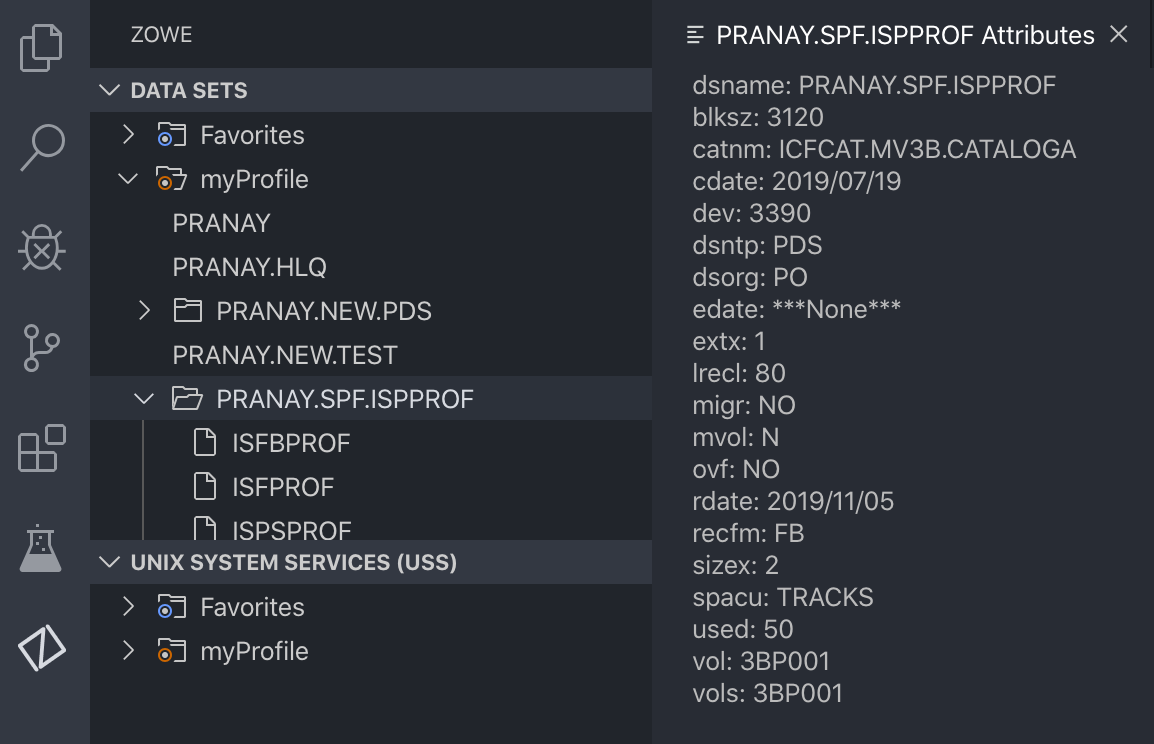 ZOWE
DATA SETS
Favorites
myProfile
PRANAY
PRANAY.HLQ
PRANAY.NEW.PDS
PRANAY.NEW.TEST
PRANAY.SPF.ISPPROF
ISFBPROF
ISFPROF
ISPSPROF
UNIX SYSTEM SERVICES (USS)
Favorites
myProfile
PRANAY.SPF.ISPPROF Attributes
dsname: PRANAY.SPF.ISPPROF
blksz: 3120
catnm: ICFCAT.MV3B.CATALOGA
cdate: 2019/07/19
dev: 3390
dsntp: PDS
dsorg: PO
edate: ***None***
extx: 1
lrecl: 80
migr: NO
mvol: N
ovf: NO
rdate: 2019/11/05
recfm: FB
sizex: 2
spacu: TRACKS
used: 50
vol: 3BP001
vols: 3BP001